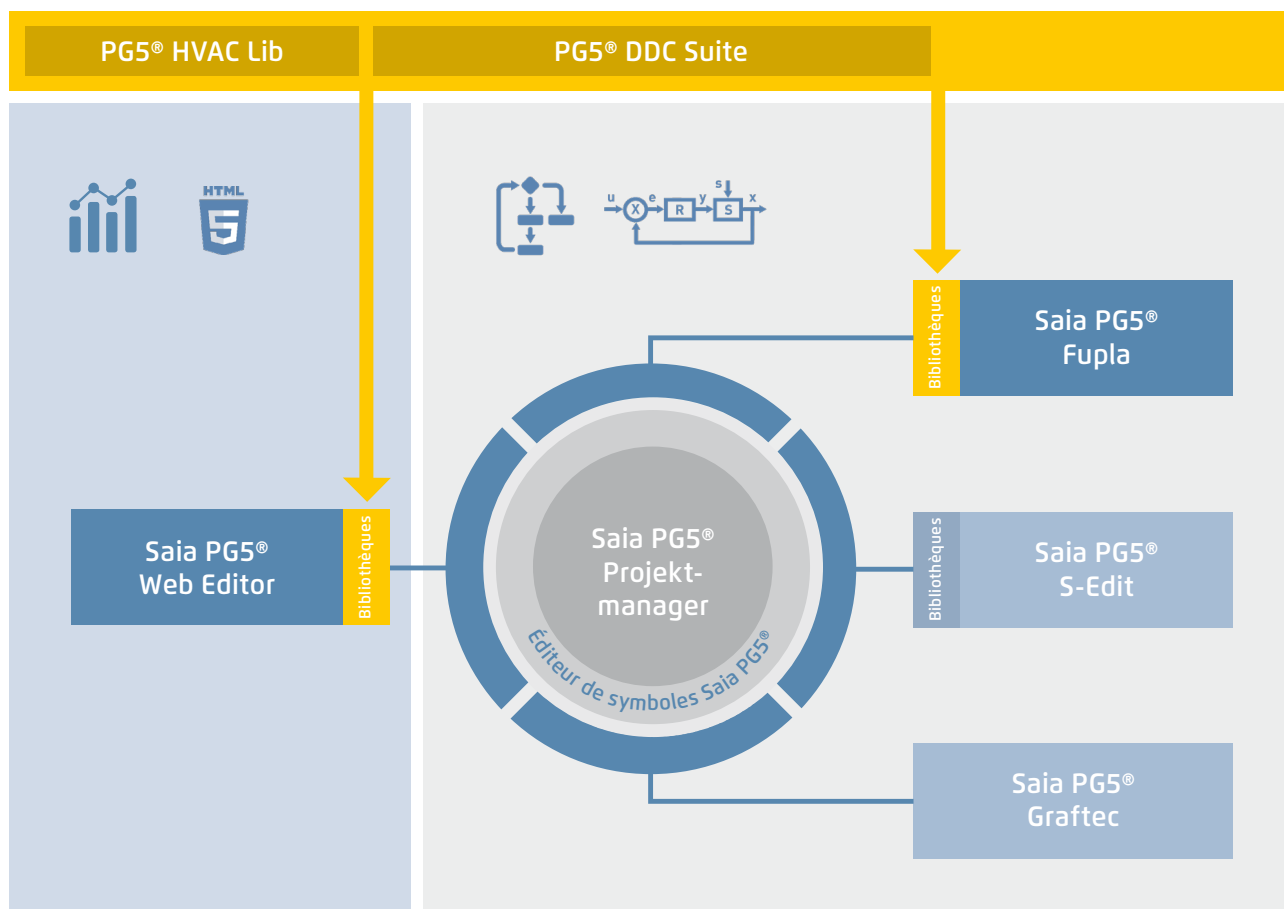 PG5® HVAC Lib
PG5® DDC Suite
HTML
5
u
X
e
R
y
s
S
x
Bibliothèques
Saia PG5®
Fupla
Saia PG5®
Web Editor
Bibliothèques
Saia PG5®
Projekt-
manager
Éditeur de symboles Saia PG5®
Bibliothèques
Saia PG5®
S-Edit
Saia PG5®
Graftec